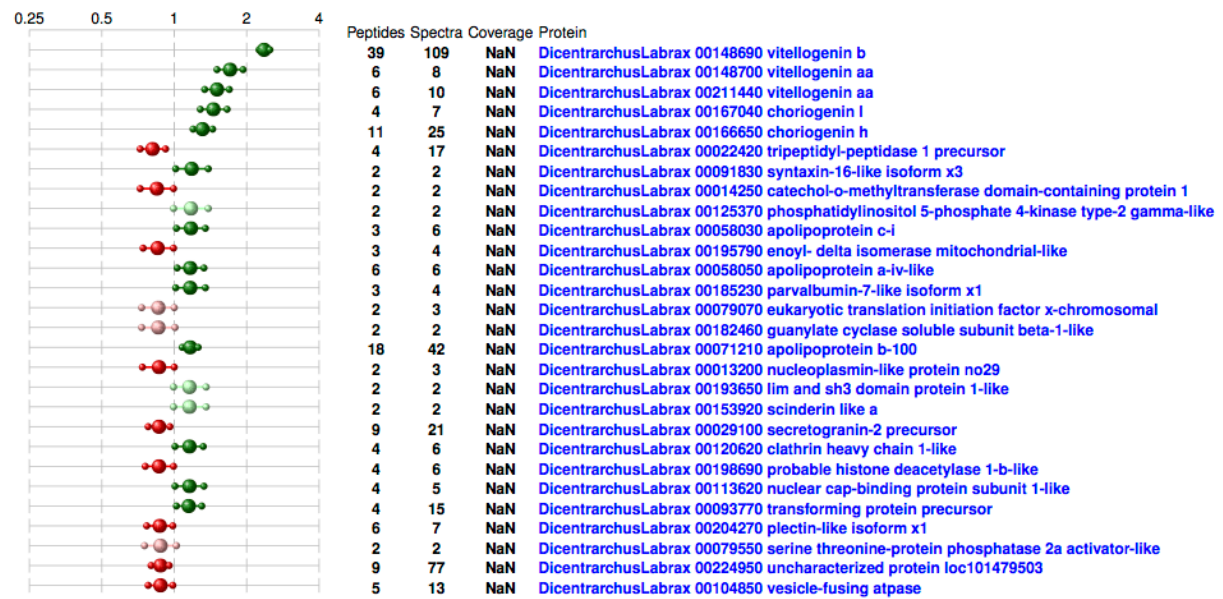 0.25 0.5 1 2 4
Peptides Spectra Coverage Protein
39 109 NaN DicentrarchusLabrax 00148690 vitellogenin b
6 8 NaN DicentrarchusLabrax 00148700 vitellogenin aa
6 10 NaN DicentrarchusLabrax 00211440 vitellogenin aa
4 7 NaN DicentrarchusLabrax 00167040 choriogenin l
11 25 NaN DicentrarchusLabrax 00166650 choriogenin h
4 17 NaN DicentrarchusLabrax 00022420 tripeptidyl-peptidase 1 precursor
2 2 NaN DicentrarchusLabrax 00091830 syntaxin-16-like isoform x3
2 2 NaN DicentrarchusLabrax 00014250 catechol-o-methyltransferase domain-containing protein 1
2 2 NaN DicentrarchusLabrax 00125370 phosphatidylinositol 5-phosphate 4-kinase type-2 gamma-like
3 6 NaN DicentrarchusLabrax 00058030 apolipoprotein c-i
3 4 NaN DicentrarchusLabrax 00195790 enoyl- delta isomerase mitochondrial-like
6 6 NaN DicentrarchusLabrax 00058050 apolipoprotein a-iv-like
3 4 NaN DicentrarchusLabrax 00185230 parvalbumin-7-like isoform x1
2 3 NaN DicentrarchusLabrax 00079070 eukaryotic translation initiation factor x-chromosomal
2 2 NaN DicentrarchusLabrax 00182460 guanylate cyclase soluble subunit beta-1-like
18 42 NaN DicentrarchusLabrax 00071210 apolipoprotein b-100
2 3 NaN DicentrarchusLabrax 00013200 nucleoplasmin-like protein no29
2 2 NaN DicentrarchusLabrax 00193650 lim and sh3 domain protein 1-like
2 2 NaN DicentrarchusLabrax 00153920 scinderin like a
9 21 NaN DicentrarchusLabrax 00029100 secretogranin-2 precursor
4 6 NaN DicentrarchusLabrax 00120620 clathrin heavy chain 1-like
4 6 NaN DicentrarchusLabrax 00198690 probable histone deacetylase 1-b-like
4 5 NaN DicentrarchusLabrax 00113620 nuclear cap-binding protein subunit 1-like
4 15 NaN DicentrarchusLabrax 00093770 transforming protein precursor
6 7 NaN DicentrarchusLabrax 00204270 plectin-like isoform x1
2 2 NaN DicentrarchusLabrax 00079550 serine threonine-protein phosphatase 2a activator-like
9 77 NaN DicentrarchusLabrax 00224950 uncharacterized protein loc101479503
5 13 NaN DicentrarchusLabrax 00104850 vesicle-fusing atpase